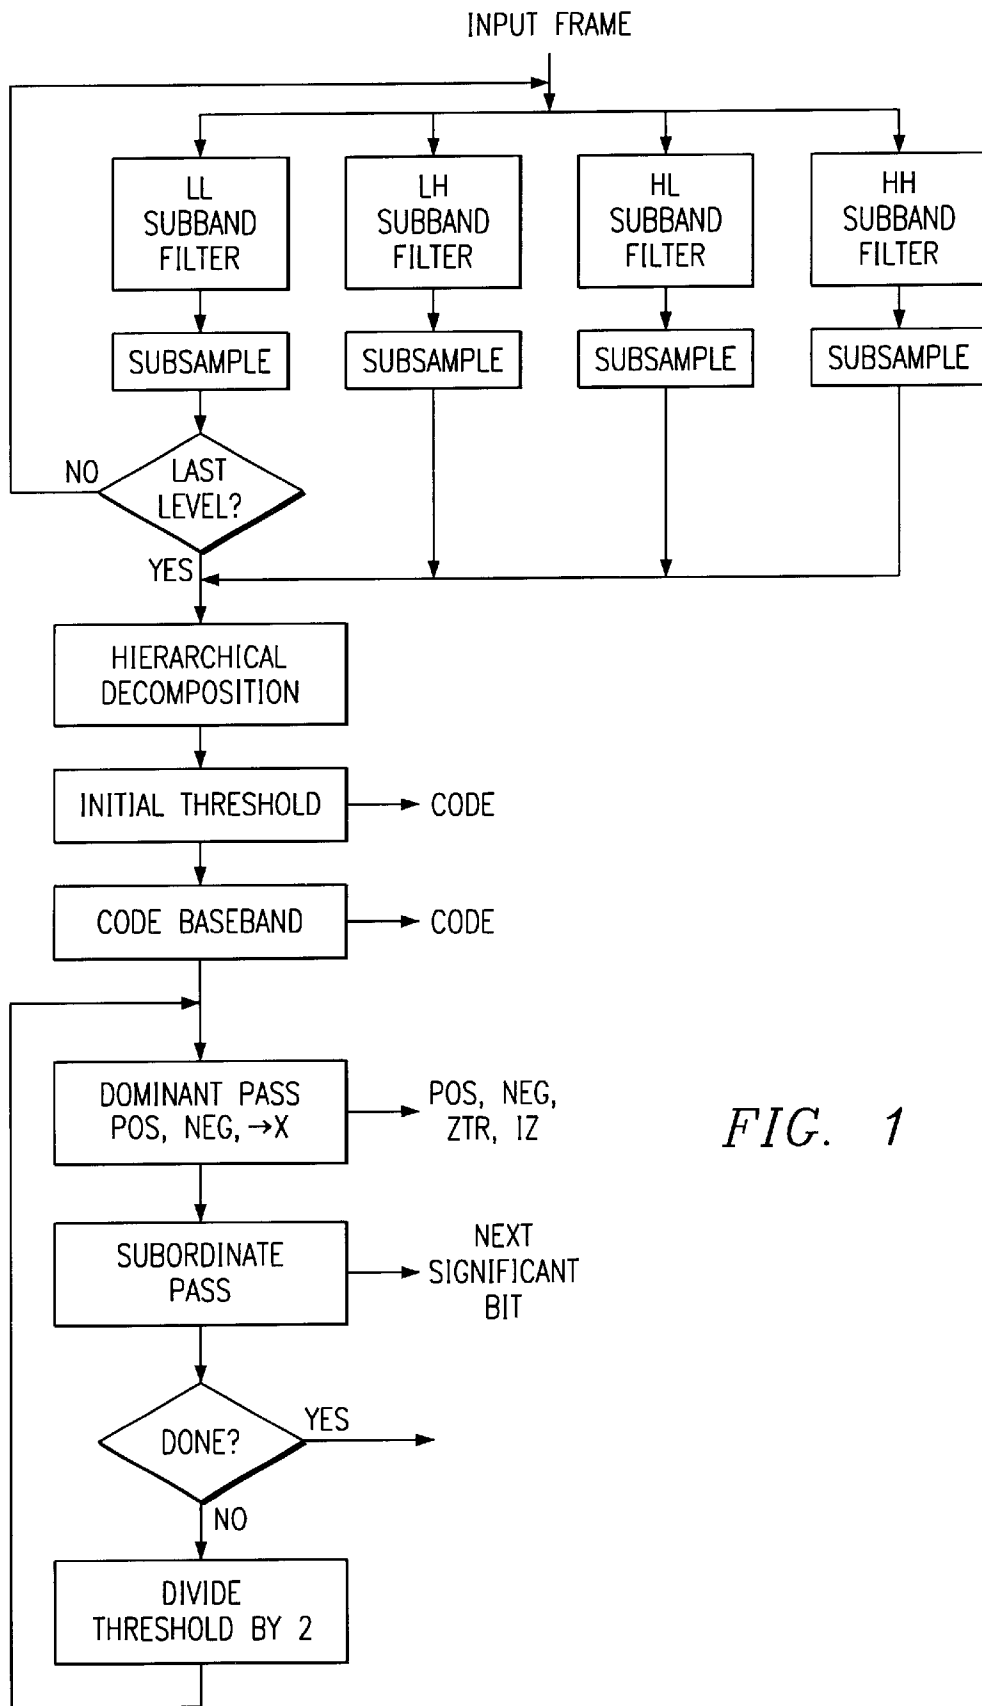 INPUT FRAME
LL
SUBBAND
FILTER
LH
SUBBAND
FILTER
HL
SUBBAND
FILTER
HH
SUBBAND
FILTER
SUBSAMPLE
SUBSAMPLE
SUBSAMPLE
SUBSAMPLE
NO
LAST
LEVEL?
YES
HIERARCHICAL
DECOMPOSITION
INITIAL THRESHOLD
CODE
CODE BASEBAND
CODE
DOMINANT PASS
POS, NEG, →X
POS, NEG,
ZTR, IZ
FIG. 1
SUBORDINATE
PASS
NEXT
SIGNIFICANT
BIT
DONE?
YES
NO
DIVIDE
THRESHOLD BY 2